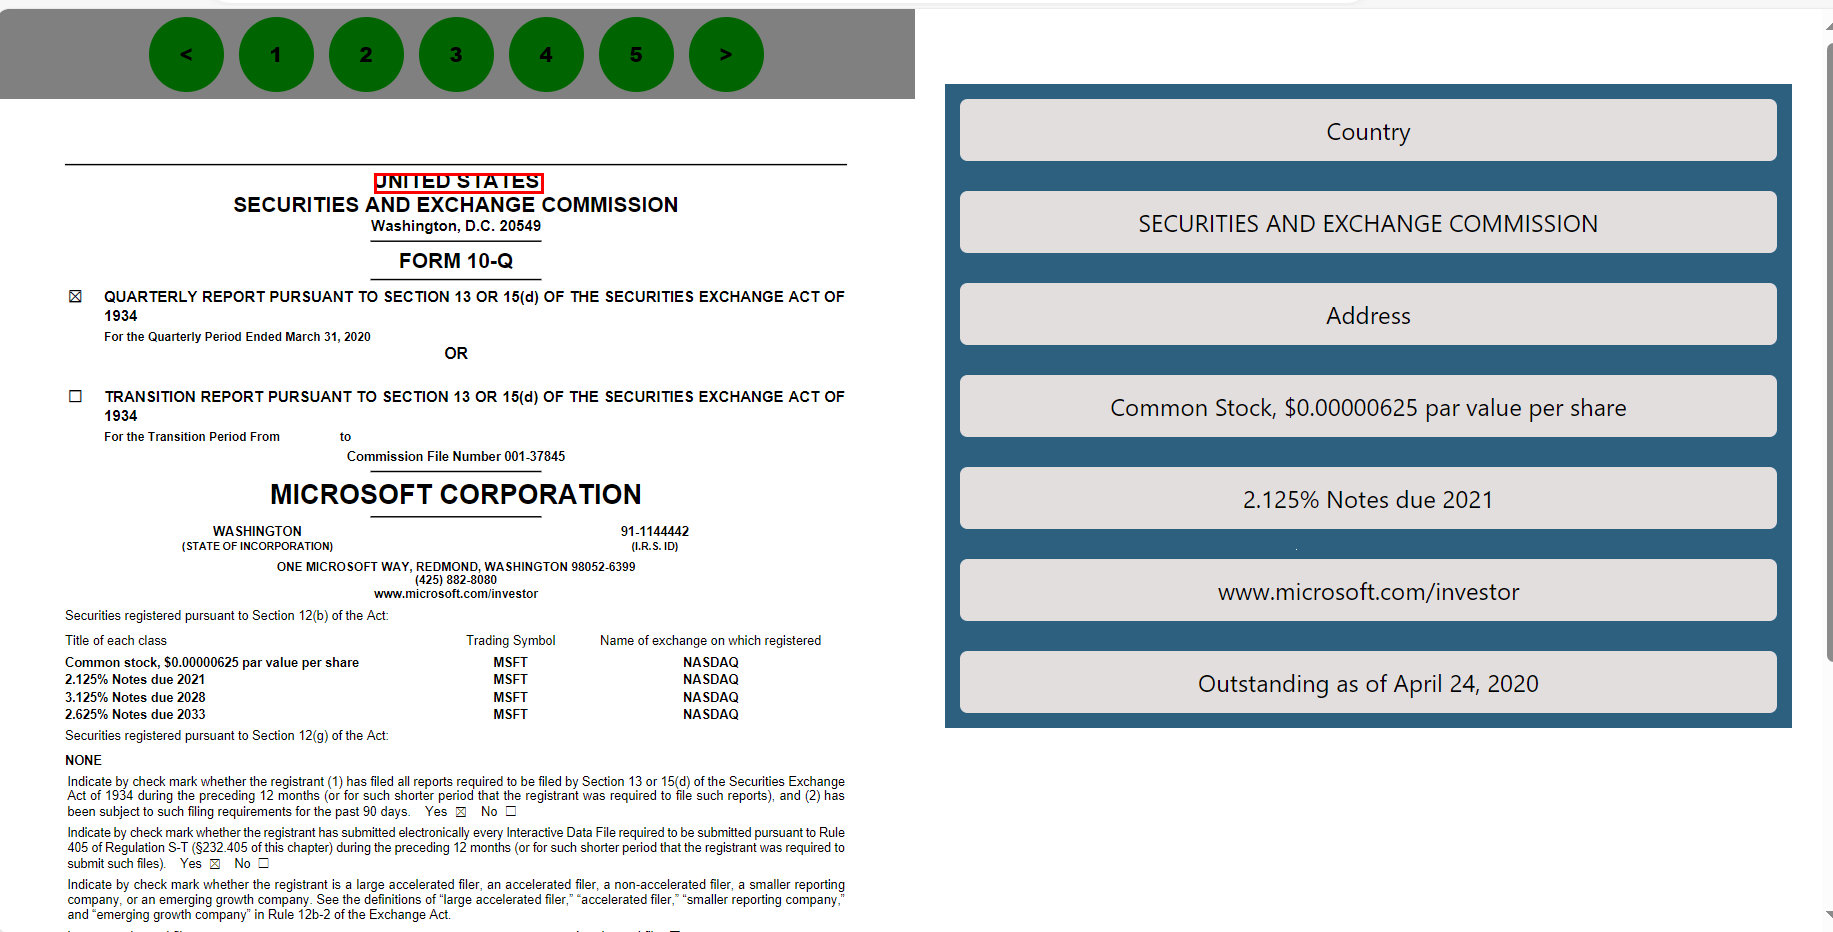 < 1 2 3 4 5 >
UNITED STATES
SECURITIES AND EXCHANGE COMMISSION
Washington, D.C. 20549
FORM 10-Q
☒ QUARTERLY REPORT PURSUANT TO SECTION 13 OR 15(d) OF THE SECURITIES EXCHANGE ACT OF
1934
For the Quarterly Period Ended March 31, 2020
OR
☐ TRANSITION REPORT PURSUANT TO SECTION 13 OR 15(d) OF THE SECURITIES EXCHANGE ACT OF
1934
For the Transition Period From to
Commission File Number 001-37845
MICROSOFT CORPORATION
WASHINGTON 91-1144442
(STATE OF INCORPORATION) (I.R.S. ID)
ONE MICROSOFT WAY, REDMOND, WASHINGTON 98052-6399
(425) 882-8080
www.microsoft.com/investor
Securities registered pursuant to Section 12(b) of the Act:
Title of each class Trading Symbol Name of exchange on which registered
Common stock, $0.00000625 par value per share MSFT NASDAQ
2.125% Notes due 2021 MSFT NASDAQ
3.125% Notes due 2028 MSFT NASDAQ
2.625% Notes due 2033 MSFT NASDAQ
Securities registered pursuant to Section 12(g) of the Act:
NONE
Indicate by check mark whether the registrant (1) has filed all reports required to be filed by Section 13 or 15(d) of the Securities Exchange
Act of 1934 during the preceding 12 months (or for such shorter period that the registrant was required to file such reports), and (2) has
been subject to such filing requirements for the past 90 days. Yes ☒ No ☐
Indicate by check mark whether the registrant has submitted electronically every Interactive Data File required to be submitted pursuant to Rule
405 of Regulation S-T (§232.405 of this chapter) during the preceding 12 months (or for such shorter period that the registrant was required to
submit such files). Yes ☒ No ☐
Indicate by check mark whether the registrant is a large accelerated filer, an accelerated filer, a non-accelerated filer, a smaller reporting
company, or an emerging growth company. See the definitions of “large accelerated filer,” “accelerated filer,” “smaller reporting company,”
and “emerging growth company” in Rule 12b-2 of the Exchange Act.
Country
SECURITIES AND EXCHANGE COMMISSION
Address
Common Stock, $0.00000625 par value per share
2.125% Notes due 2021
www.microsoft.com/investor
Outstanding as of April 24, 2020